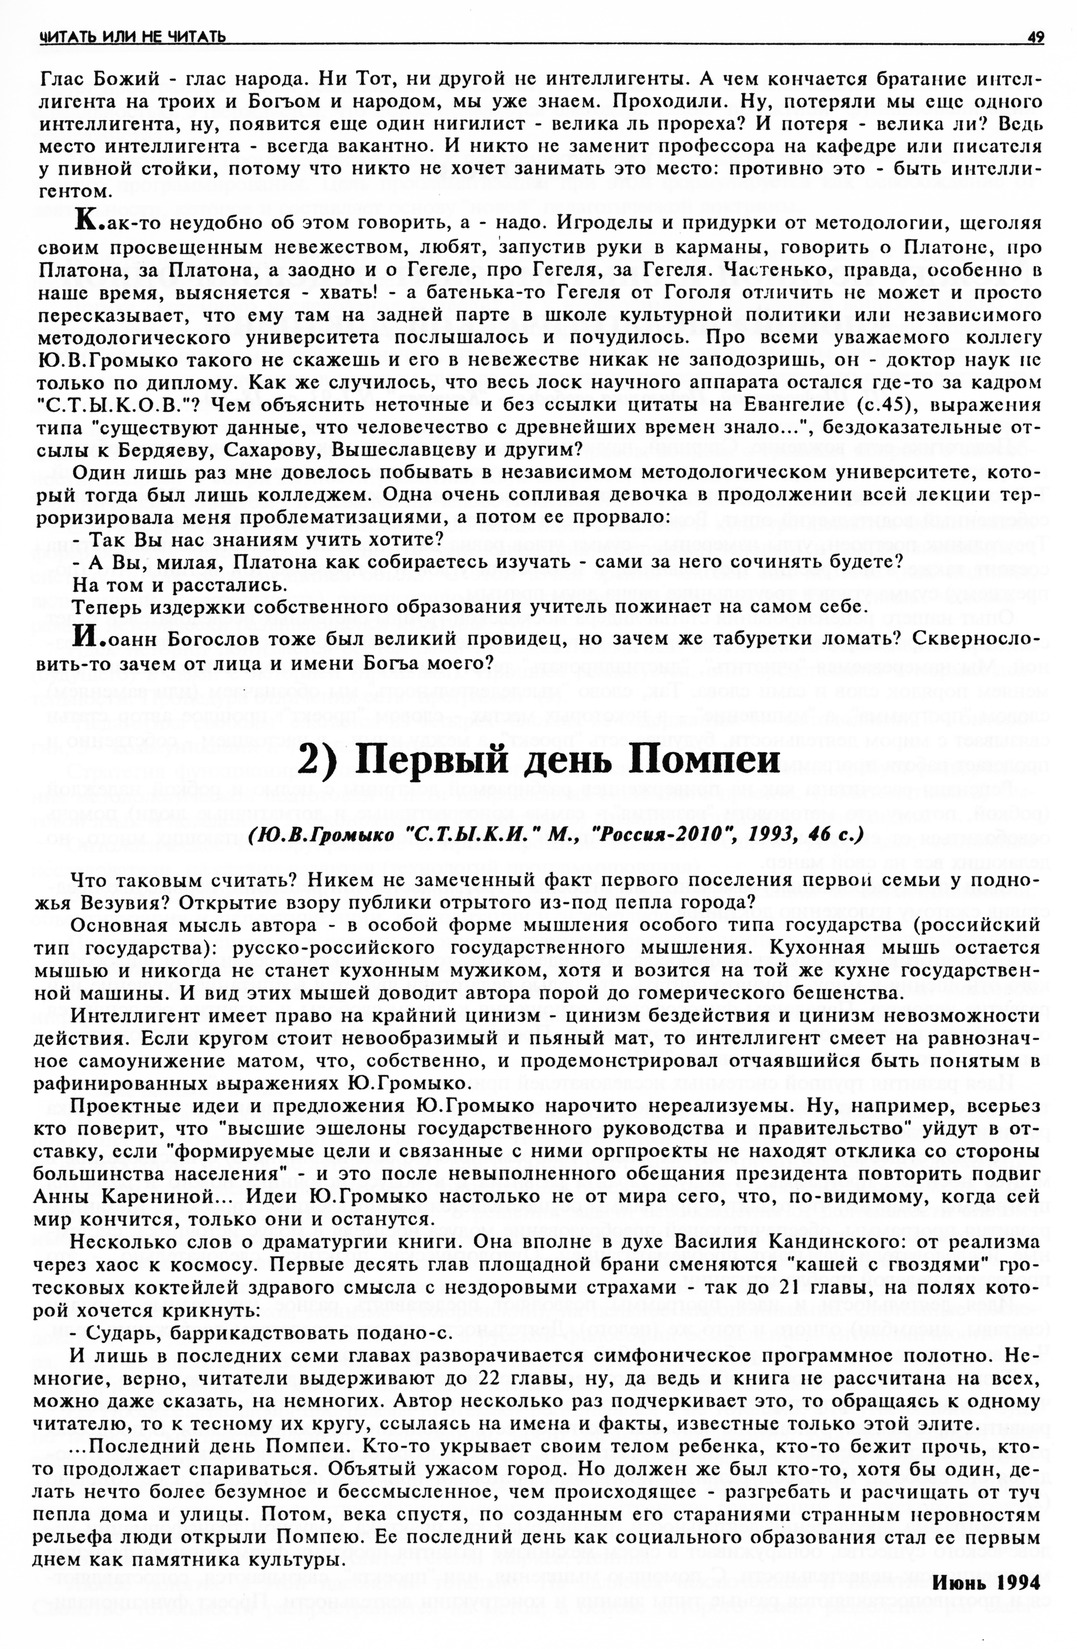 ЧИТАТЬ ИЛИ НЕ ЧИТАТЬ 49
Глас Божий - глас народа. Ни Тот, ни другой не интеллигенты. А чем кончается братание интел-
лигента на троих и Богъом и народом, мы уже знаем. Проходили. Ну, потеряли мы еще одного
интеллигента, ну, появится еще один нигилист - велика ль прореха? И потеря - велика ли? Ведь
место интеллигента - всегда вакантно. И никто не заменит профессора на кафедре или писателя
у пивной стойки, потому что никто не хочет занимать это место: противно это - быть интелли-
гентом.
К.ак-то неудобно об этом говорить, а - надо. Игроделы и придурки от методологии, щеголяя
своим просвещенным невежеством, любят, запустив руки в карманы, говорить о Платоне, про
Платона, за Платона, а заодно и о Гегеле, про Гегеля, за Гегеля. Частенько, правда, особенно в
наше время, выясняется - хвать! - а батенька-то Гегеля от Гоголя отличить не может и просто
пересказывает, что ему там на задней парте в школе культурной политики или независимого
методологического университета послышалось и почудилось. Про всеми уважаемого коллегу
Ю.В.Громыко такого не скажешь и его в невежестве никак не заподозришь, он - доктор наук не
только по диплому. Как же случилось, что весь лоск научного аппарата остался где-то за кадром
"С.Т.Ы.К.О.В."? Чем объяснить неточные и без ссылки цитаты на Евангелие (с.45), выражения
типа "существуют данные, что человечество с древнейших времен знало...", бездоказательные от-
сылы к Бердяеву, Сахарову, Вышеславцеву и другим?
Один лишь раз мне довелось побывать в независимом методологическом университете, кото-
рый тогда был лишь колледжем. Одна очень сопливая девочка в продолжении всей лекции тер-
роризировала меня проблематизациями, а потом ее прорвало:
- Так Вы нас знаниям учить хотите?
- А Вы, милая, Платона как собираетесь изучать - сами за него сочинять будете?
На том и расстались.
Теперь издержки собственного образования учитель пожинает на самом себе.
И.оанн Богослов тоже был великий провидец, но зачем же табуретки ломать? Сквернoсло-
вить-то зачем от лица и имени Богъа моего?
2) Первый день Помпеи
(Ю.В.Громыко "С.Т.Ы.К.И." М., "Россия-2010", 1993, 46 с.)
Что таковым считать? Никем не замеченный факт первого поселения первои семьи у подно-
жья Везувия? Открытие взору публики отрытого из-под пепла города?
Основная мысль автора - в особой форме мышления особого типа государства (российский
тип государства): русско-российского государственного мышления. Кухонная мышь остается
мышью и никогда не станет кухонным мужиком, хотя и возится на той же кухне государствен-
ной машины. И вид этих мышей доводит автора порой до гомерического бешенства.
Интеллигент имеет право на крайний цинизм - цинизм бездействия и цинизм невозможности
действия. Если кругом стоит невообразимый и пьяный мат, то интеллигент смеет на равнознач-
ное самоунижение матом, что, собственно, и продемонстрировал отчаявшийся быть понятым в
рафинированных выражениях Ю.Громыко.
Проектные идеи и предложения Ю.Громыко нарочито нереализуемы. Ну, например, всерьез
кто поверит, что "высшие эшелоны государственного руководства и правительство" уйдут в от-
ставку, если "формируемые цели и связанные с ними оргпроекты не находят отклика со стороны
большинства населения" - и это после невыполненного обещания президента повторить подвиг
Анны Карениной... Идеи Ю.Громыко настолько не от мира сего, что, по-видимому, когда сей
мир кончится, только они и останутся.
Несколько слов о драматургии книги. Она вполне в духе Василия Кандинского: от реализма
через хаос к космосу. Первые десять глав площадной брани сменяются "кашей с гвоздями" гро-
тесковых коктейлей здравого смысла с нездоровыми страхами - так до 21 главы, на полях кото-
рой хочется крикнуть:
- Сударь, баррикадствовать подано-с.
И лишь в последних семи главах разворачивается симфоническое программное полотно. Не-
многие, верно, читатели выдерживают до 22 главы, ну, да ведь и книга не рассчитана на всех,
можно даже сказать, на немногих. Автор несколько раз подчеркивает это, то обращаясь к одному
читателю, то к тесному их кругу, ссылаясь на имена и факты, известные только этой элите.
...Последний день Помпеи. Кто-то укрывает своим телом ребенка, кто-то бежит прочь, кто-
то продолжает спариваться. Объятый ужасом город. Но должен же был кто-то, хотя бы один, де-
лать нечто более безумное и бессмысленное, чем происходящее - разгребать и расчищать от туч
пепла дома и улицы. Потом, века спустя, по созданным его стараниями странным неровностям
рельефа люди открыли Помпею. Ее последний день как социального образования стал ее первым
днем как памятника культуры.
Июнь 1994